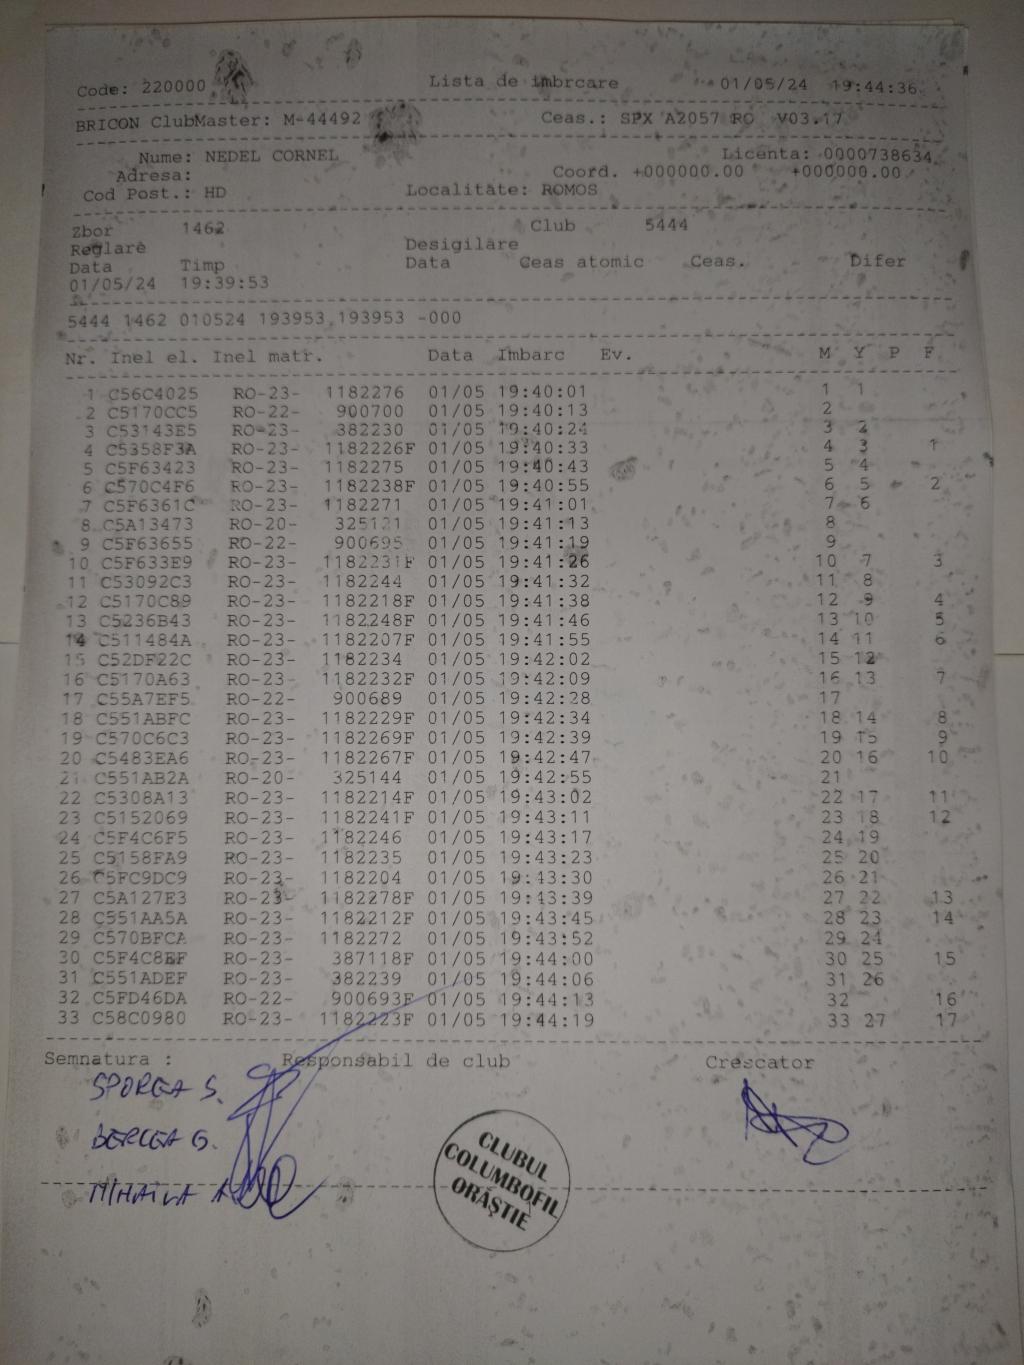 Code: 220000 Lista de imbrcare 01/05/24 19:44:36
BRICON ClubMaster: M-44492 Ceas.: SPX A2057 RO V03.17
Nume: NEDEL CORNEL Licenta: 0000738634
Adresa: Coord. +000000.00 +000000.00
Cod Post.: HD Localitate: ROMOS
Zbor 1462 Club 5444
Reglare Desigilare
Data Timp Data Ceas atomic Ceas. Difer
01/05/24 19:39:53
5444 1462 010524 193953 193953 -000
Nr. Inel el. Inel matr. Data Imbarc Ev. M Y P F
1 C56C4025 RO-23- 1182276 01/05 19:40:01 1 1
2 C5170CC5 RO-22- 900700 01/05 19:40:13 2
3 C53143E5 RO-23- 382230 01/05 19:40:24 3 2
4 C5358F3A RO-23- 1182226F 01/05 19:40:33 4 3 1
5 C5F63423 RO-23- 1182275 01/05 19:40:43 5 4
6 C570C4F6 RO-23- 1182238F 01/05 19:40:55 6 5 2
7 C5F6361C RO-23- 1182271 01/05 19:41:01 7 6
8 C5A13473 RO-20- 325121 01/05 19:41:13 8
9 C5F63655 RO-22- 900695 01/05 19:41:19 9
10 C5F633E9 RO-23- 1182231F 01/05 19:41:26 10 7 3
11 C53092C3 RO-23- 1182244 01/05 19:41:32 11 8
12 C5170C89 RO-23- 1182218F 01/05 19:41:38 12 9 4
13 C5236B43 RO-23- 1182248F 01/05 19:41:46 13 10 5
14 C511484A RO-23- 1182207F 01/05 19:41:55 14 11 6
15 C52DF22C RO-23- 1182234 01/05 19:42:02 15 12
16 C5170A63 RO-23- 1182232F 01/05 19:42:09 16 13 7
17 C55A7EF5 RO-22- 900689 01/05 19:42:28 17
18 C551ABFC RO-23- 1182229F 01/05 19:42:34 18 14 8
19 C570C6C3 RO-23- 1182269F 01/05 19:42:39 19 15 9
20 C5483EA6 RO-23- 1182267F 01/05 19:42:47 20 16 10
21 C551AB2A RO-20- 325144 01/05 19:42:55 21
22 C5308A13 RO-23- 1182214F 01/05 19:43:02 22 17 11
23 C5152069 RO-23- 1182241F 01/05 19:43:11 23 18 12
24 C5F4C6F5 RO-23- 1182246 01/05 19:43:17 24 19
25 C5158FA9 RO-23- 1182235 01/05 19:43:23 25 20
26 C5FC9DC9 RO-23- 1182204 01/05 19:43:30 26 21
27 C5A127E3 RO-23- 1182278F 01/05 19:43:39 27 22 13
28 C551AA5A RO-23- 1182212F 01/05 19:43:45 28 23 14
29 C570BFCA RO-23- 1182272 01/05 19:43:52 29 24
30 C5F4C8EF RO-23- 387118F 01/05 19:44:00 30 25 15
31 C551ADEF RO-23- 382239 01/05 19:44:06 31 26
32 C5FD46DA RO-22- 900693F 01/05 19:44:13 32 16
33 C58C0980 RO-23- 1182223F 01/05 19:44:19 33 27 17
Semnatura : Responsabil de club Crescator
SPOREA S.
BERCEA G.
MIHAILA A
CLUBUL
COLUMBOFIL
ORĂŞTIE